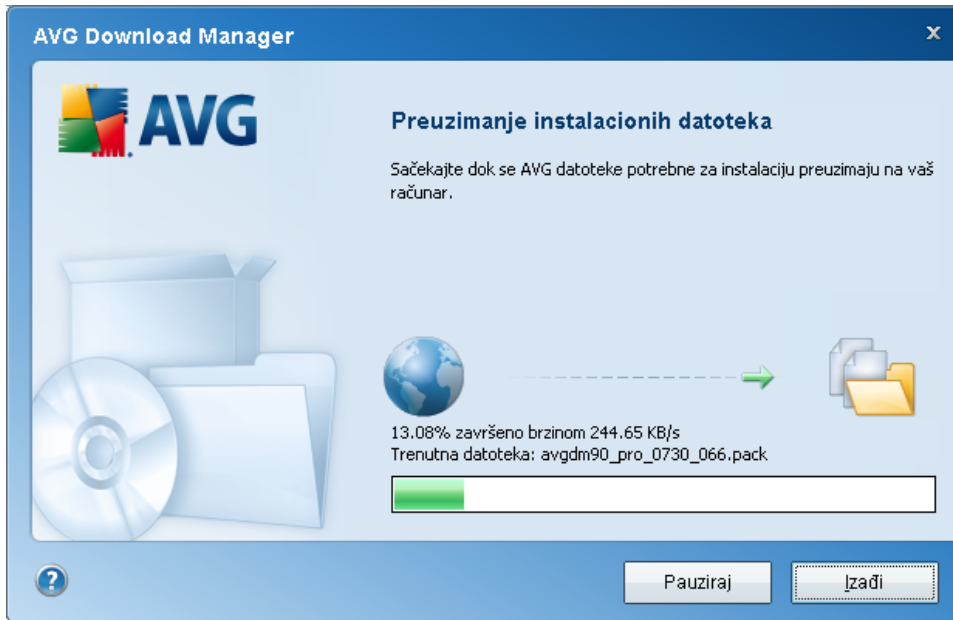 AVG Download Manager
AVG
Preuzimanje instalacionih datoteka
Sačekajte dok se AVG datoteke potrebne za instalaciju preuzimaju na vaš
računar.
13.08% završeno brzinom 244.65 KB/s
Trenutna datoteka: avgdm90_pro_0730_066.pack
Pauziraj
Izađi